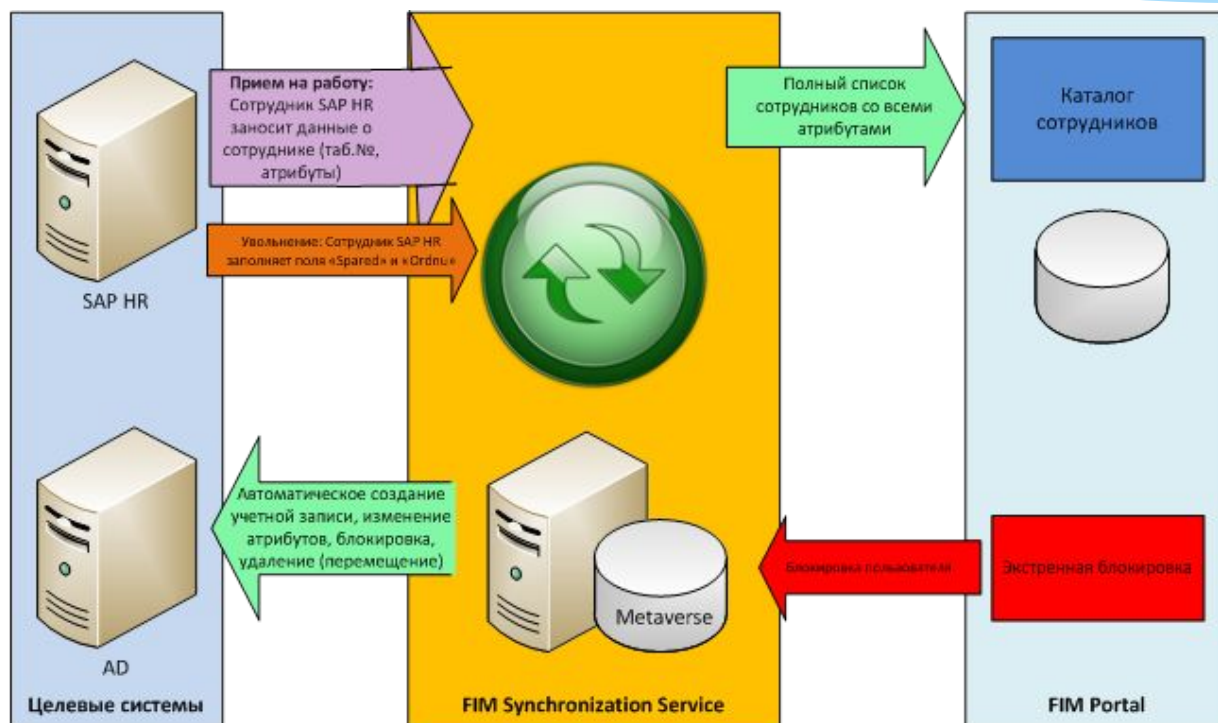 Прием на работу:
Сотрудник SAP HR
заносит данные о
сотруднике (таб.№,
атрибуты)
Увольнение: Сотрудник SAP HR
заполняет поля «Spared» и «Ordnu»
SAP HR
Полный список
сотрудников со всеми
атрибутами
Каталог
сотрудников
Автоматическое создание
учетной записи, изменение
атрибутов, блокировка,
удаление (перемещение)
AD
Metaverse
Блокировка пользователя
Экстренная блокировка
Целевые системы
FIM Synchronization Service
FIM Portal